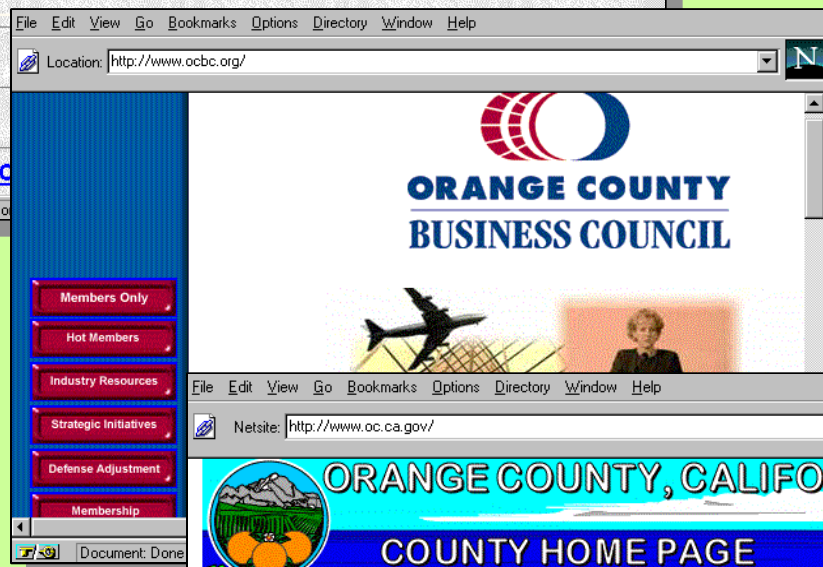 File Edit View Go Bookmarks Options Directory Window Help
Location: http://www.ocbc.org/
N
ORANGE COUNTY
BUSINESS COUNCIL
Members Only
Hot Members
Industry Resources
Strategic Initiatives
Defense Adjustment
Membership
Document: Done
File Edit View Go Bookmarks Options Directory Window Help
Netsite: http://www.oc.ca.gov/
ORANGE COUNTY, CALIFO
COUNTY HOME PAGE